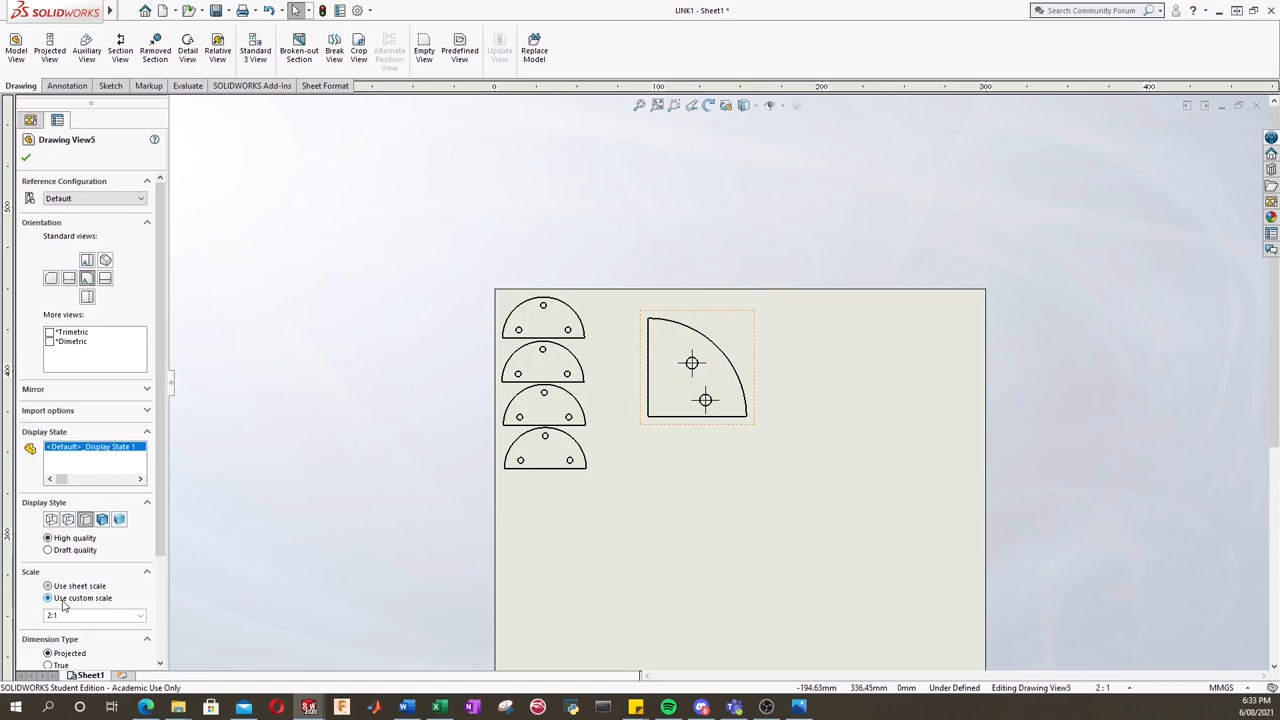 SOLIDWORKS
LINK1 - Sheet1 *
Search Community Forum
Model View
Projected View
Auxiliary View
Section View
Removed Section
Detail View
Relative View
Standard 3 View
Broken-out Section
Break View
Crop View
Alternate Position View
Empty View
Predefined View
Update View
Replace Model
Drawing
Annotation
Sketch
Markup
Evaluate
SOLIDWORKS Add-Ins
Sheet Format
0
100
200
300
1100
500
400
300
Drawing View5
Reference Configuration
Default
Orientation
Standard views:
More views:
*Trimetric
*Dimetric
Mirror
Import options
Display State
<Default>_Display State 1
Display Style
High quality
Draft quality
Scale
Use sheet scale
Use custom scale
2:1
Dimension Type
Projected
True
Sheet1
SOLIDWORKS Student Edition - Academic Use Only
-194.63mm
336.45mm
0mm
Under Defined
Editing Drawing View5
2 : 1
MMGS
6:33 PM
6/08/2021